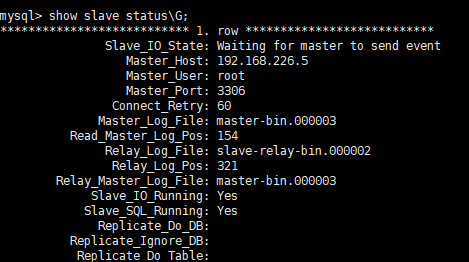 mysql> show slave status\G;
*************************** 1. row ***************************
Slave_IO_State: Waiting for master to send event
Master_Host: 192.168.226.5
Master_User: root
Master_Port: 3306
Connect_Retry: 60
Master_Log_File: master-bin.000003
Read_Master_Log_Pos: 154
Relay_Log_File: slave-relay-bin.000002
Relay_Log_Pos: 321
Relay_Master_Log_File: master-bin.000003
Slave_IO_Running: Yes
Slave_SQL_Running: Yes
Replicate_Do_DB:
Replicate_Ignore_DB:
Replicate_Do_Table: